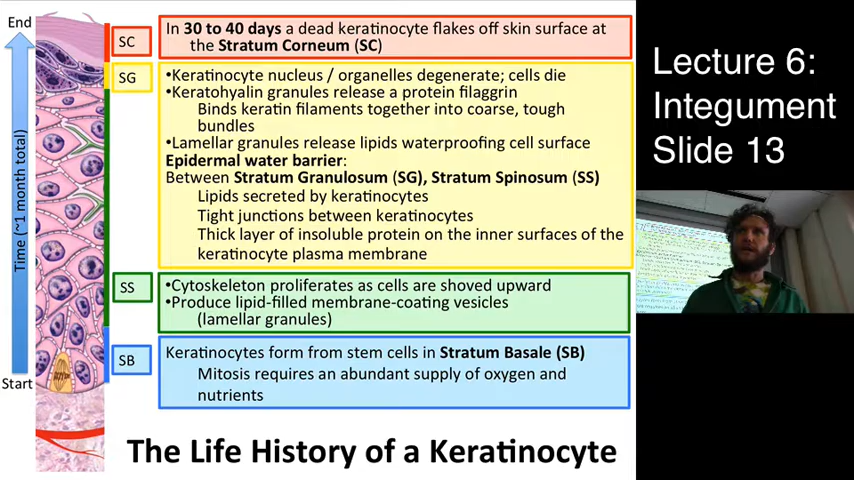 End
SC
In 30 to 40 days a dead keratinocyte flakes off skin surface at
the Stratum Corneum (SC)
SG
•Keratinocyte nucleus / organelles degenerate; cells die
•Keratohyalin granules release a protein filaggrin
Binds keratin filaments together into coarse, tough
bundles
•Lamellar granules release lipids waterproofing cell surface
Epidermal water barrier:
Between Stratum Granulosum (SG), Stratum Spinosum (SS)
Lipids secreted by keratinocytes
Tight junctions between keratinocytes
Thick layer of insoluble protein on the inner surfaces of the
keratinocyte plasma membrane
Time (~1 month total)
SS
•Cytoskeleton proliferates as cells are shoved upward
•Produce lipid-filled membrane-coating vesicles
(lamellar granules)
SB
Keratinocytes form from stem cells in Stratum Basale (SB)
Mitosis requires an abundant supply of oxygen and
nutrients
Start
The Life History of a Keratinocyte
Lecture 6:
Integument
Slide 13